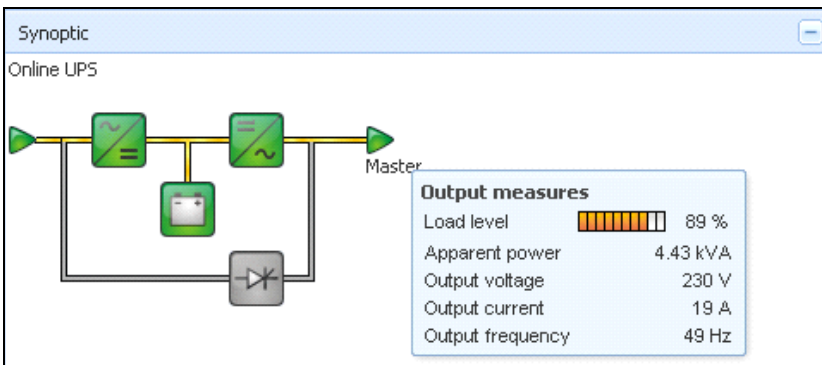 Synoptic
Online UPS
Master
Output measures
Load level 89 %
Apparent power 4.43 kVA
Output voltage 230 V
Output current 19 A
Output frequency 49 Hz